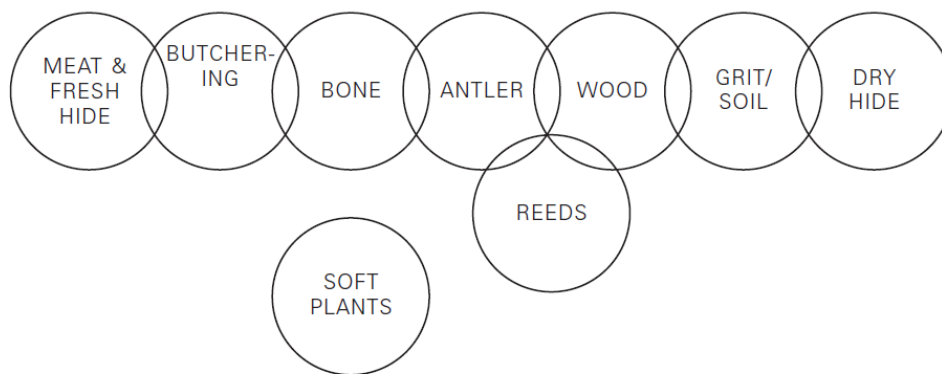 MEAT &
FRESH
HIDE
BUTCHER-
ING
BONE
ANTLER
WOOD
GRIT/
SOIL
DRY
HIDE
REEDS
SOFT
PLANTS